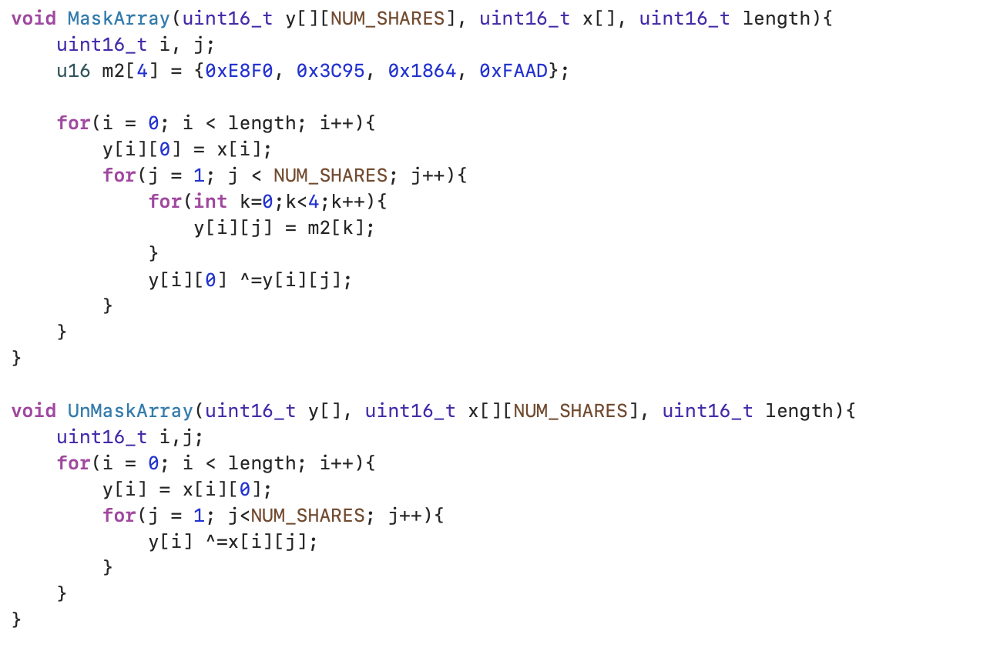 void MaskArray(uint16_t y[][NUM_SHARES], uint16_t x[], uint16_t length){
    uint16_t i, j;
    u16 m2[4] = {0xE8F0, 0x3C95, 0x1864, 0xFAAD};

    for(i = 0; i < length; i++){
        y[i][0] = x[i];
        for(j = 1; j < NUM_SHARES; j++){
            for(int k=0;k<4;k++){
                y[i][j] = m2[k];
            }
            y[i][0] ^=y[i][j];
        }
    }
}

void UnMaskArray(uint16_t y[], uint16_t x[][NUM_SHARES], uint16_t length){
    uint16_t i,j;
    for(i = 0; i < length; i++){
        y[i] = x[i][0];
        for(j = 1; j<NUM_SHARES; j++){
            y[i] ^=x[i][j];
        }
    }
}